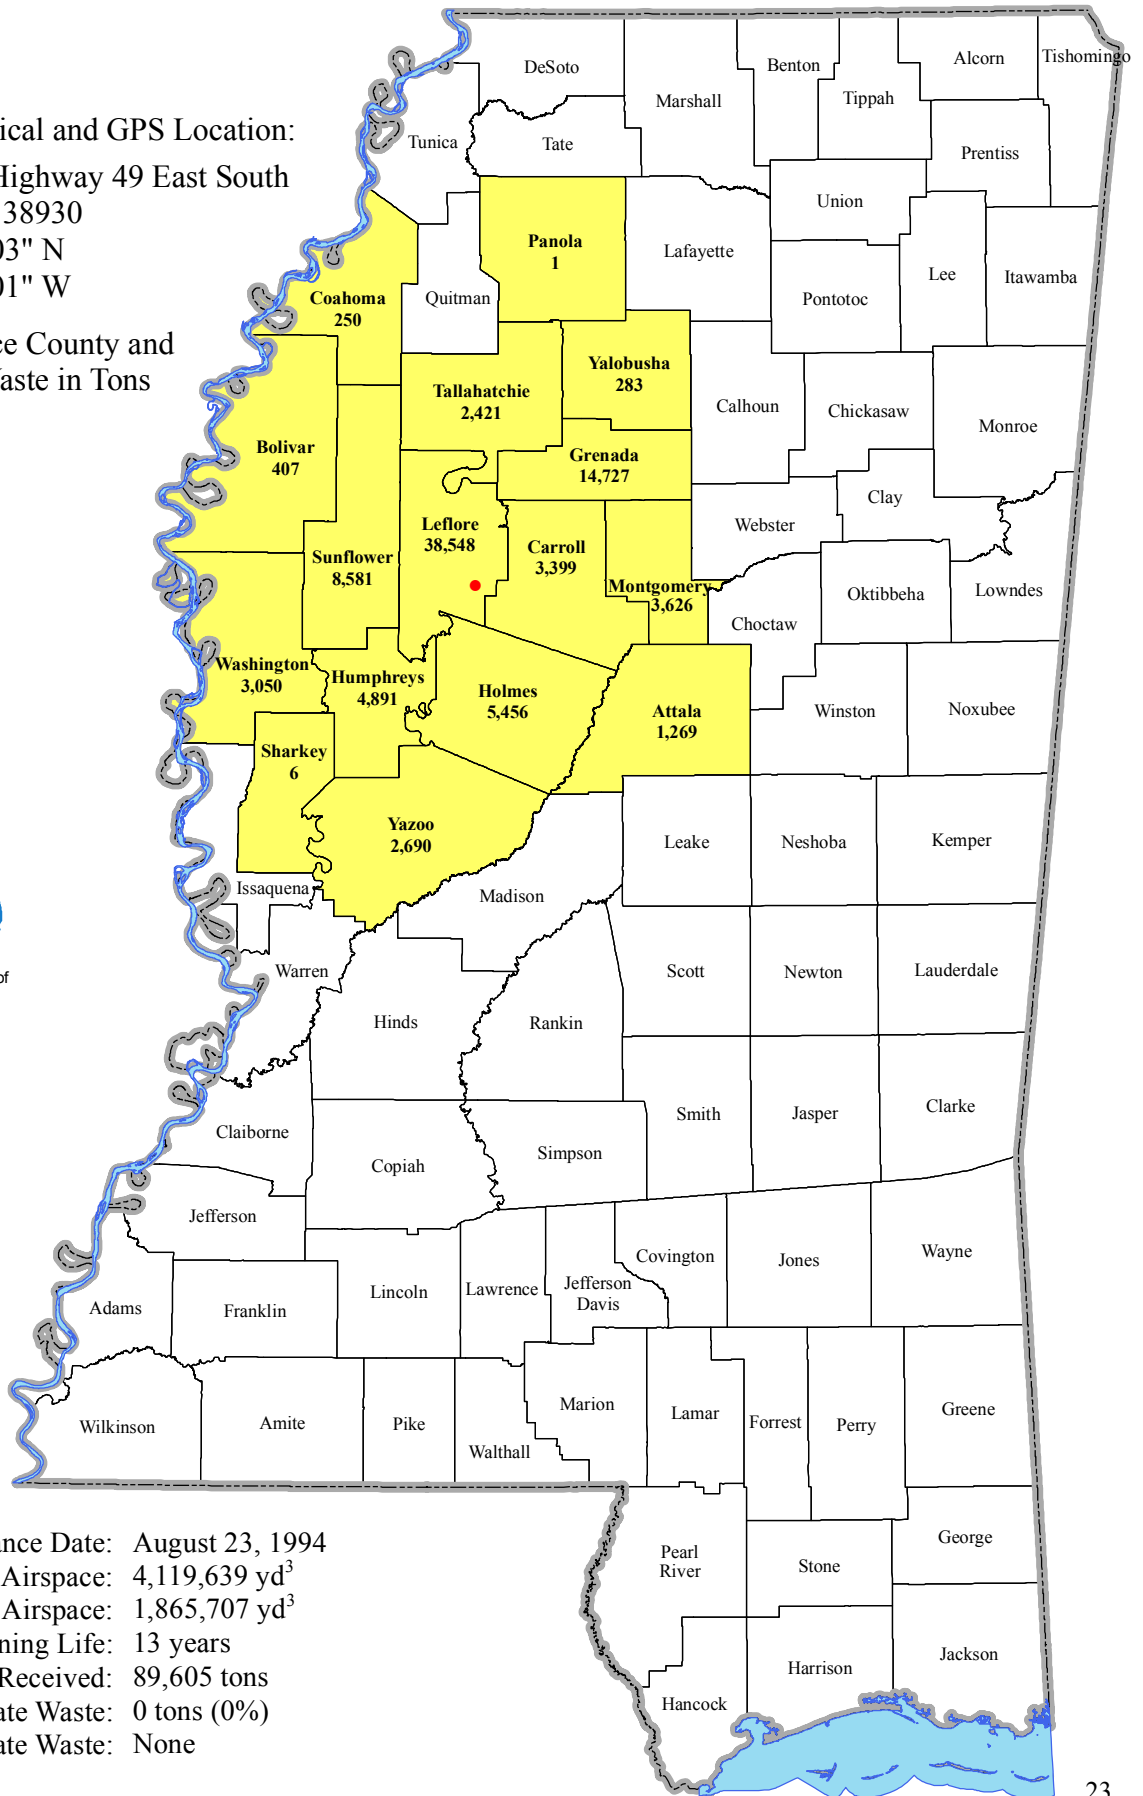 ical and GPS Location:
Highway 49 East South
38930
03" N
01" W
ce County and
Waste in Tons
DeSoto
Marshall
Benton
Tippah
Alcorn
Tishomingo
Tunica
Tate
Prentiss
Union
Panola
1
Lafayette
Pontotoc
Lee
Itawamba
Coahoma
250
Quitman
Yalobusha
283
Tallahatchie
2,421
Calhoun
Chickasaw
Monroe
Bolivar
407
Grenada
14,727
Leflore
38,548
Webster
Clay
Sunflower
8,581
Carroll
3,399
Montgomery
3,626
Choctaw
Oktibbeha
Lowndes
Washington
3,050
Humphreys
4,891
Holmes
5,456
Attala
1,269
Winston
Noxubee
Sharkey
6
Yazoo
2,690
Leake
Neshoba
Kemper
Issaquena
Madison
of
Warren
Scott
Newton
Lauderdale
Hinds
Rankin
Claiborne
Copiah
Simpson
Smith
Jasper
Clarke
Jefferson
Adams
Franklin
Lincoln
Lawrence
Jefferson
Davis
Covington
Jones
Wayne
Wilkinson
Amite
Pike
Walthall
Marion
Lamar
Forrest
Perry
Greene
Pearl
River
Stone
George
Hancock
Harrison
Jackson
ance Date: August 23, 1994
Airspace: 4,119,639 yd³
Airspace: 1,865,707 yd³
ning Life: 13 years
Received: 89,605 tons
ate Waste: 0 tons (0%)
ate Waste: None
23